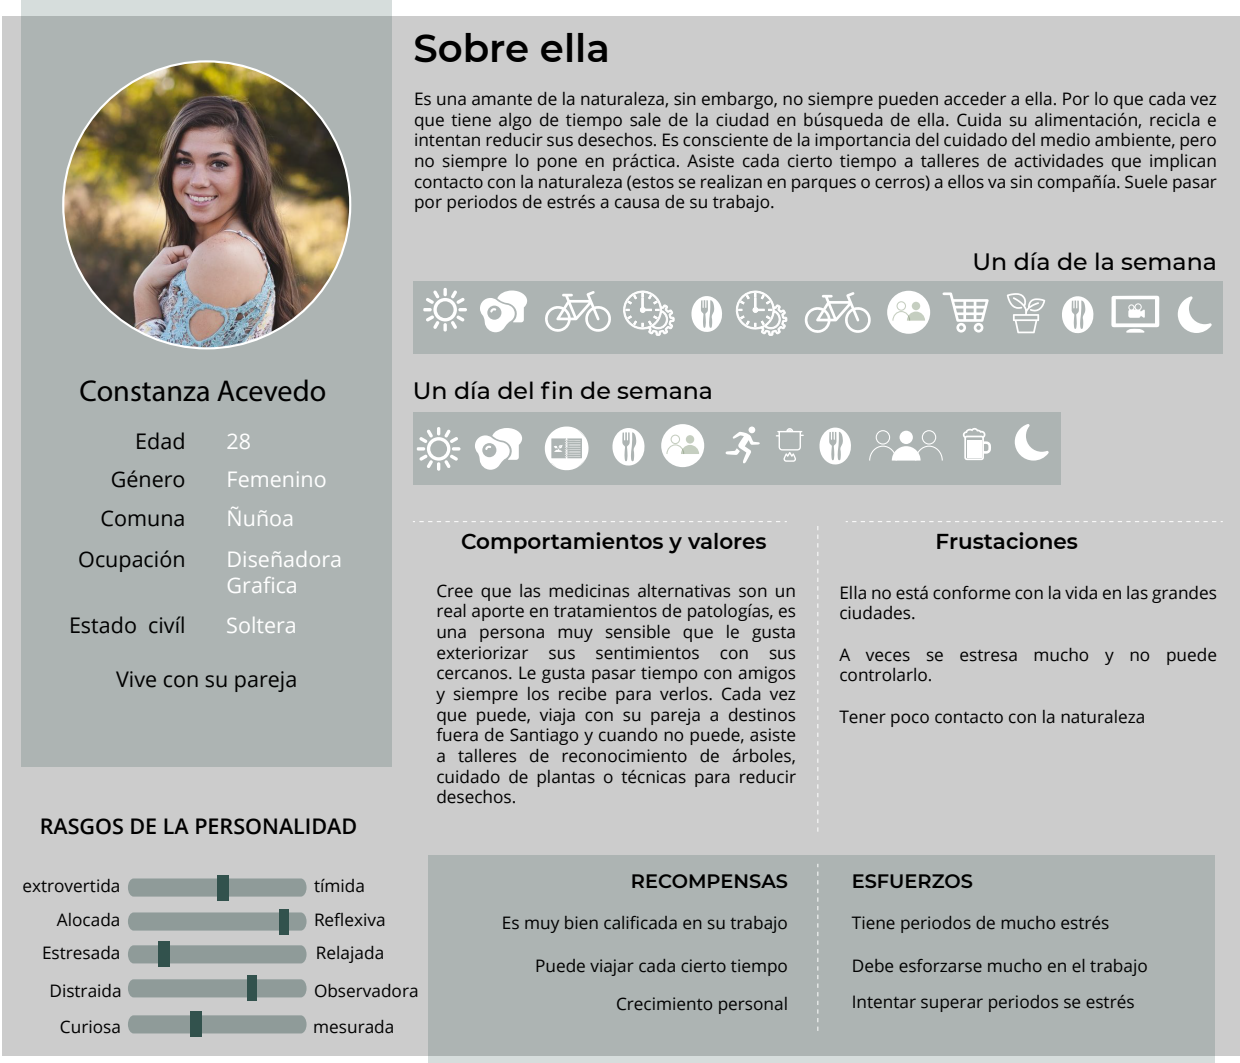 Sobre ella
Es una amante de la naturaleza, sin embargo, no siempre pueden acceder a ella. Por lo que cada vez
que tiene algo de tiempo sale de la ciudad en búsqueda de ella. Cuida su alimentación, recicla e
intentan reducir sus desechos. Es consciente de la importancia del cuidado del medio ambiente, pero
no siempre lo pone en práctica. Asiste cada cierto tiempo a talleres de actividades que implican
contacto con la naturaleza (estos se realizan en parques o cerros) a ellos va sin compañía. Suele pasar
por periodos de estrés a causa de su trabajo.
Constanza Acevedo
Edad 28
Género Femenino
Comuna Ñuñoa
Ocupación Diseñadora
Grafica
Estado civíl Soltera
Vive con su pareja
Un día de la semana
Un día del fin de semana
Comportamientos y valores
Cree que las medicinas alternativas son un
real aporte en tratamientos de patologías, es
una persona muy sensible que le gusta
exteriorizar sus sentimientos con sus
cercanos. Le gusta pasar tiempo con amigos
y siempre los recibe para verlos. Cada vez
que puede, viaja con su pareja a destinos
fuera de Santiago y cuando no puede, asiste
a talleres de reconocimiento de árboles,
cuidado de plantas o técnicas para reducir
desechos.
Frustaciones
Ella no está conforme con la vida en las grandes
ciudades.
A veces se estresa mucho y no puede
controlarlo.
Tener poco contacto con la naturaleza
RASGOS DE LA PERSONALIDAD
extrovertida tímida
Alocada Reflexiva
Estresada Relajada
Distraida Observadora
Curiosa mesurada
RECOMPENSAS
Es muy bien calificada en su trabajo
Puede viajar cada cierto tiempo
Crecimiento personal
ESFUERZOS
Tiene periodos de mucho estrés
Debe esforzarse mucho en el trabajo
Intentar superar periodos se estrés